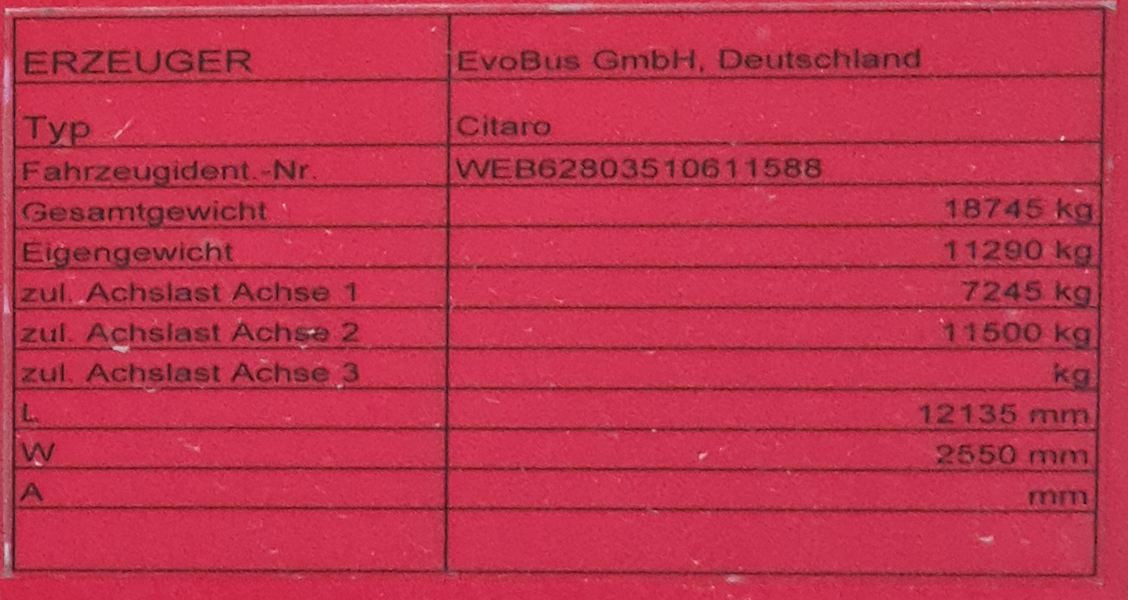 ERZEUGER EvoBus GmbH, Deutschland
Typ Citaro
Fahrzeugident.-Nr. WEB62803510611588
Gesamtgewicht 18745 kg
Eigengewicht 11290 kg
zul. Achslast Achse 1 7245 kg
zul. Achslast Achse 2 11500 kg
zul. Achslast Achse 3 kg
L 12135 mm
W 2550 mm
A mm